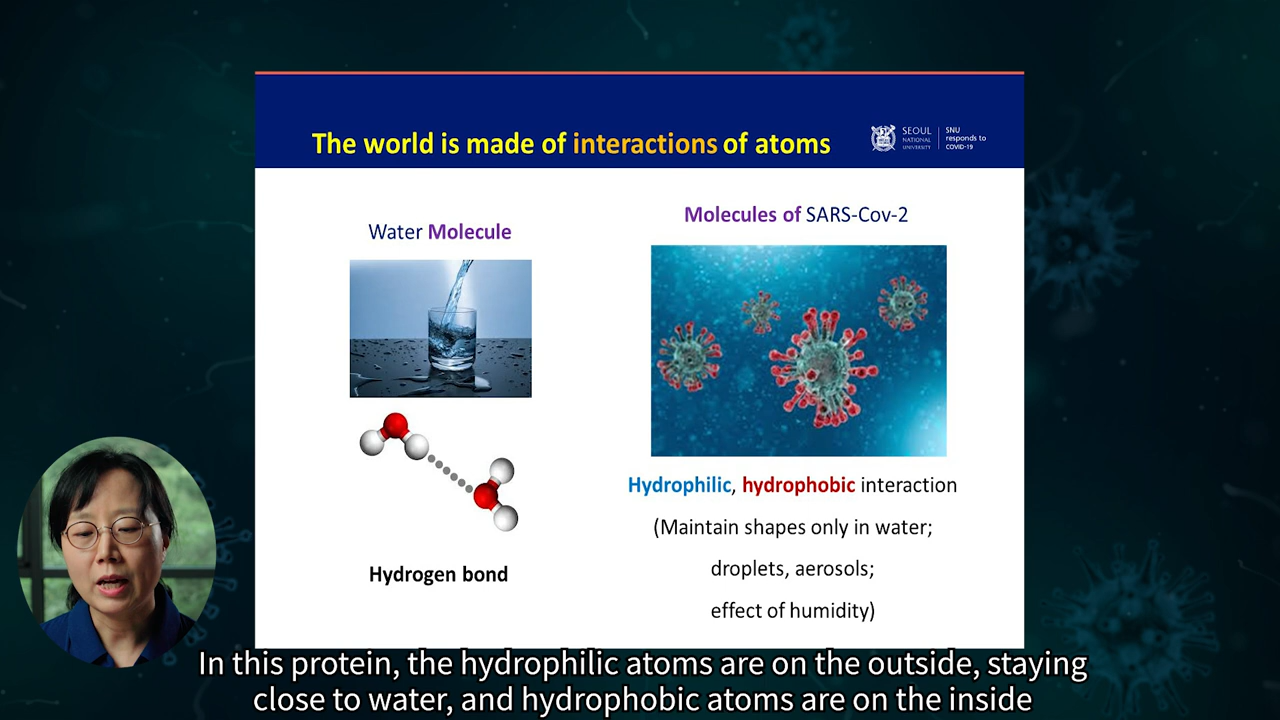 The world is made of interactions of atoms
SEOUL
NATIONAL
UNIVERSITY
SNU
responds to
COVID-19
Water Molecule
Hydrogen bond
Molecules of SARS-Cov-2
Hydrophilic, hydrophobic interaction
(Maintain shapes only in water;
droplets, aerosols;
effect of humidity)
In this protein, the hydrophilic atoms are on the outside, staying
close to water, and hydrophobic atoms are on the inside